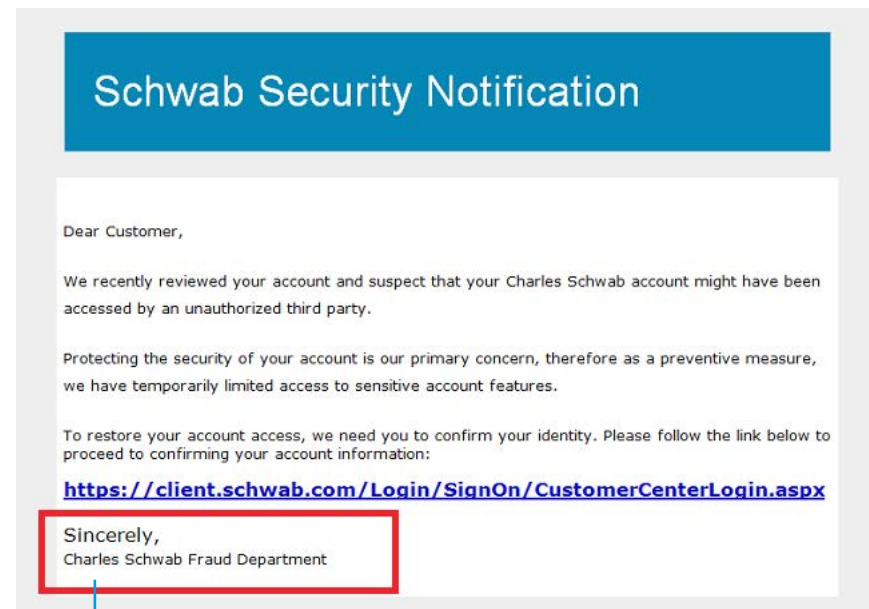 Schwab Security Notification
Dear Customer,
We recently reviewed your account and suspect that your Charles Schwab account might have been
accessed by an unauthorized third party.
Protecting the security of your account is our primary concern, therefore as a preventive measure,
we have temporarily limited access to sensitive account features.
To restore your account access, we need you to confirm your identity. Please follow the link below to
proceed to confirming your account information:
https://client.schwab.com/Login/SignOn/CustomerCenterLogin.aspx
Sincerely,
Charles Schwab Fraud Department